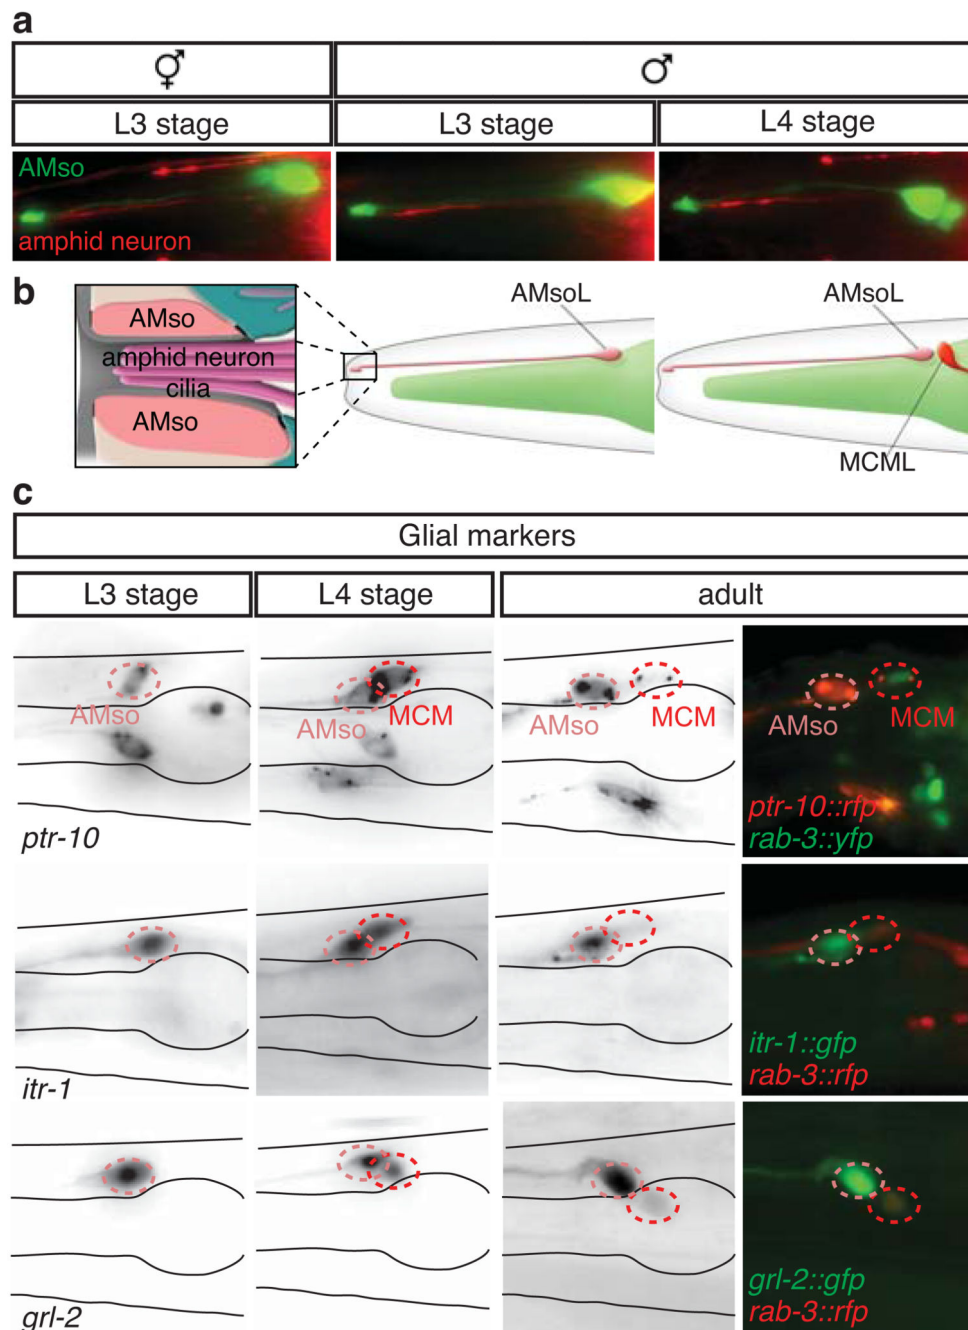 a
⚥ ♂
L3 stage L3 stage L4 stage
AMso
amphid neuron
b
AMso
amphid neuron
cilia
AMso
AMsoL AMsoL
MCML
c
Glial markers
L3 stage L4 stage adult
AMso AMso MCM AMso MCM AMso MCM
ptr-10
ptr-10::rfp
rab-3::yfp
itr-1
itr-1::gfp
rab-3::rfp
grl-2
grl-2::gfp
rab-3::rfp